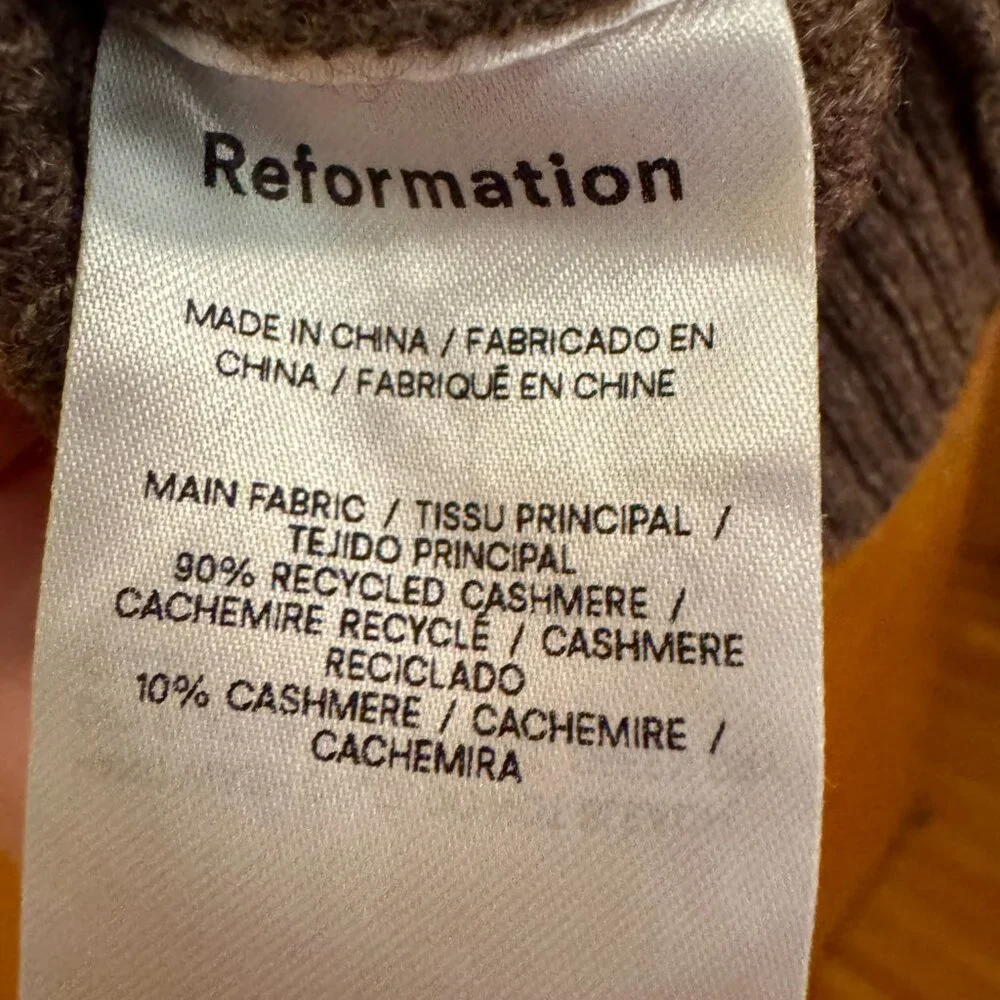 Reformation
MADE IN CHINA / FABRICADO EN
CHINA / FABRIQUÉ EN CHINE
MAIN FABRIC / TISSU PRINCIPAL /
TEJIDO PRINCIPAL
90% RECYCLED CASHMERE /
CACHEMIRE RECYCLÉ / CASHMERE
RECICLADO
10% CASHMERE / CACHEMIRE /
CACHEMIRA